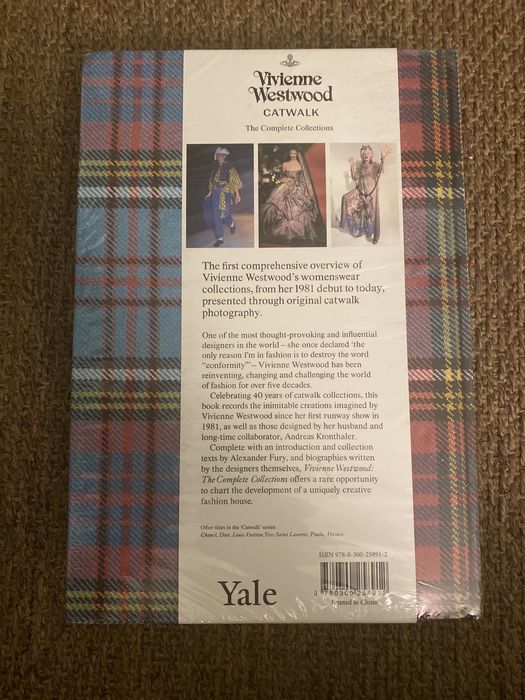 Vivienne
Westwood
CATWALK
The Complete Collections
The first comprehensive overview of
Vivienne Westwood's womenswear
collections, from her 1981 debut to today,
presented through original catwalk
photography.
One of the most thought-provoking and influential
designers in the world – she once declared 'the
only reason I'm in fashion is to destroy the word
"conformity"' – Vivienne Westwood has been
reinventing, changing and challenging the world
of fashion for over five decades.
Celebrating 40 years of catwalk collections, this
book records the inimitable creations imagined by
Vivienne Westwood since her first runway show in
1981, as well as those designed by her husband and
long-time collaborator, Andreas Kronthaler.
Complete with an introduction and collection
texts by Alexander Fury, and biographies written
by the designers themselves, Vivienne Westwood:
The Complete Collections offers a rare opportunity
to chart the development of a uniquely creative
fashion house.
Other titles in the 'Catwalk' series:
Chanel, Dior, Louis Vuitton, Yves Saint Laurent, Prada, Versace
ISBN 978-0-300-25891-2
Yale
9 780300 258912
Printed in China